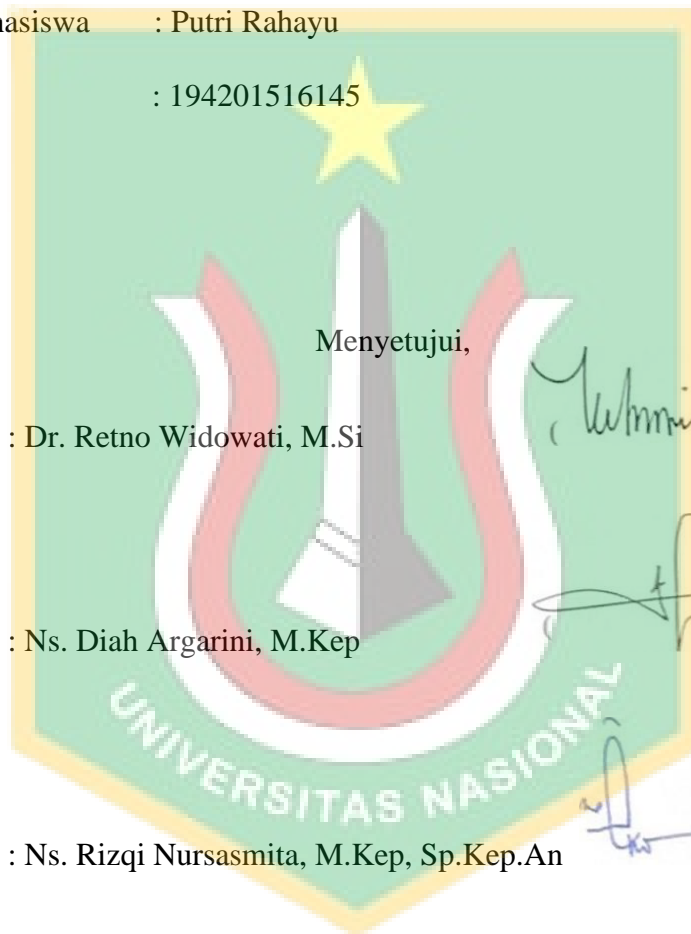 nasiswa : Putri Rahayu
: 194201516145
Menyetujui,
: Dr. Retno Widowati, M.Si
(
: Ns. Diah Argarini, M.Kep
(
UNIVERSITAS NASIONAL
: Ns. Rizqi Nursasmita, M.Kep, Sp.Kep.An